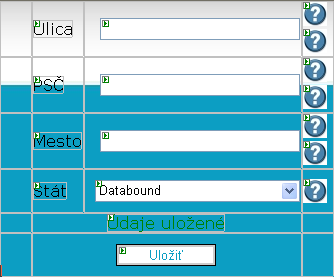 Ulica
PSČ
Mesto
Štát
Databound
Údaje uložené
Uložiť